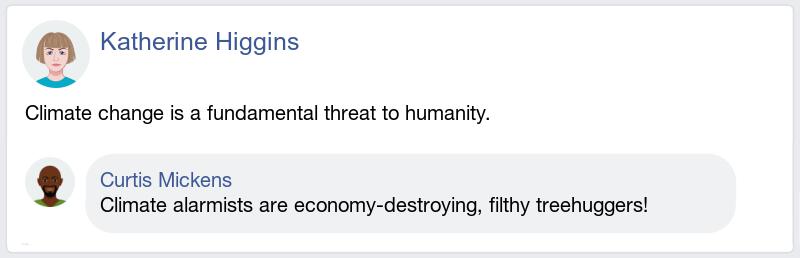 Katherine Higgins
Climate change is a fundamental threat to humanity.
Curtis Mickens
Climate alarmists are economy-destroying, filthy treehuggers!